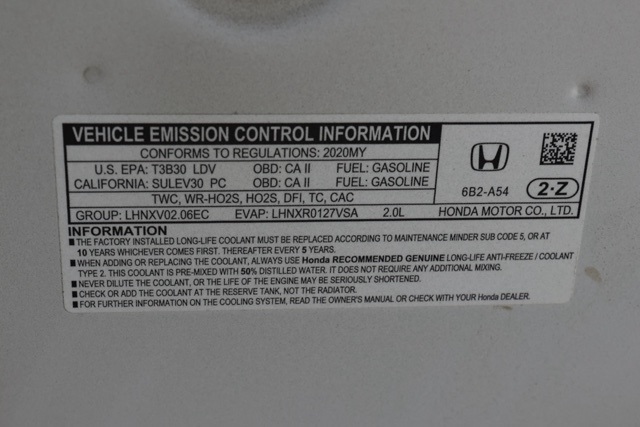 VEHICLE EMISSION CONTROL INFORMATION
CONFORMS TO REGULATIONS: 2020MY
U.S. EPA: T3B30 LDV OBD: CA II FUEL: GASOLINE
CALIFORNIA: SULEV30 PC OBD: CA II FUEL: GASOLINE
6B2-A54
TWC, WR-HO2S, HO2S, DFI, TC, CAC
2·Z
GROUP: LHNXV02.06EC EVAP: LHNXR0127VSA 2.0L HONDA MOTOR CO., LTD.
INFORMATION
■ THE FACTORY INSTALLED LONG-LIFE COOLANT MUST BE REPLACED ACCORDING TO MAINTENANCE MINDER SUB CODE 5, OR AT
10 YEARS WHICHEVER COMES FIRST. THEREAFTER EVERY 5 YEARS.
■ WHEN ADDING OR REPLACING THE COOLANT, ALWAYS USE Honda RECOMMENDED GENUINE LONG-LIFE ANTI-FREEZE / COOLANT
TYPE 2. THIS COOLANT IS PRE-MIXED WITH 50% DISTILLED WATER. IT DOES NOT REQUIRE ANY ADDITIONAL MIXING.
■ NEVER DILUTE THE COOLANT, OR THE LIFE OF THE ENGINE MAY BE SERIOUSLY SHORTENED.
■ CHECK OR ADD THE COOLANT AT THE RESERVE TANK, NOT THE RADIATOR.
■ FOR FURTHER INFORMATION ON THE COOLING SYSTEM, READ THE OWNER'S MANUAL OR CHECK WITH YOUR Honda DEALER.